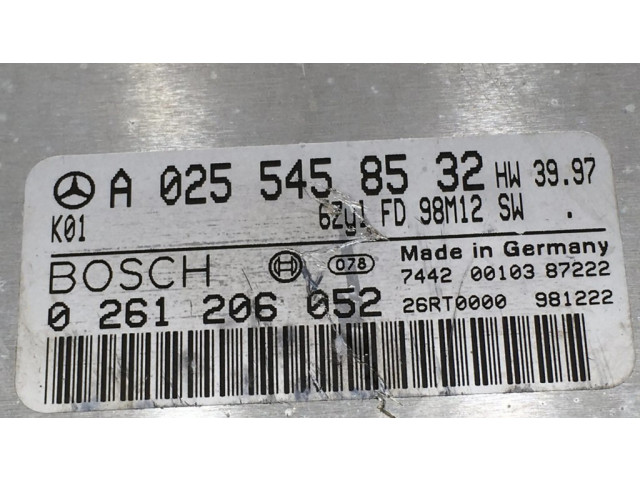 A 025 545 85 32 HW 39.97
K01 6Zyl FD 98M12 SW .
BOSCH 078 Made in Germany
7442 00103 87222
0 261 206 052 26RT0000 981222